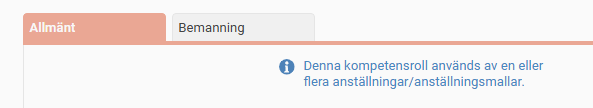 Allmänt
Bemanning
Denna kompetensroll används av en eller
flera anställningar/anställningsmallar.